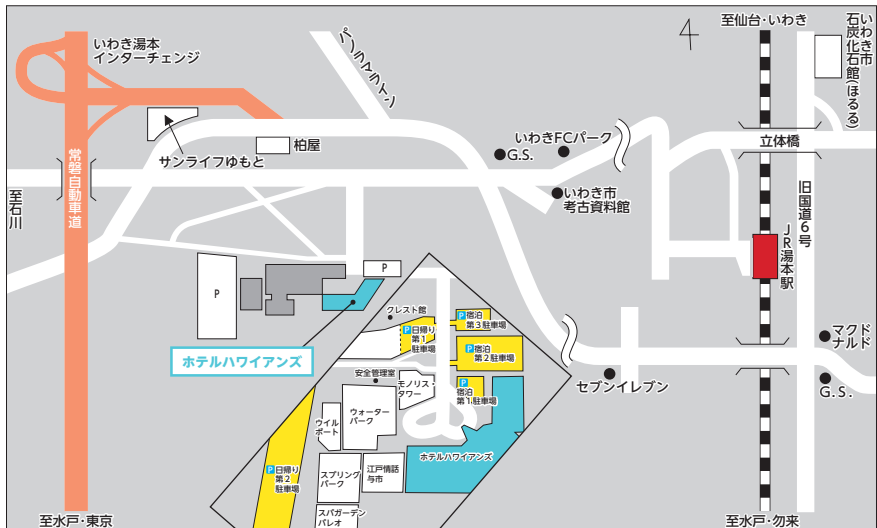 至仙台・いわき
いわき市
石炭化石館(ほるる)
いわき湯本
インターチェンジ
パノラマライン
柏屋
サンライフゆもと
いわきFCパーク
G.S.
立体橋
常磐自動車道
至石川
いわき市
考古資料館
旧国道6号
JR湯本駅
P
P
クレスト館
P日帰り
第1
駐車場
P宿泊
第3駐車場
P宿泊
第2駐車場
ホテルハワイアンズ
安全管理室
モノリス・
タワー
P
宿泊
第1駐車場
セブンイレブン
マクド
ナルド
G.S.
ウイル
ポート
ウォーター
パーク
ホテルハワイアンズ
P日帰り
第2
駐車場
スプリング
パーク
江戸情話
与市
スパガーデン
パレオ
至水戸・東京
至水戸・勿来